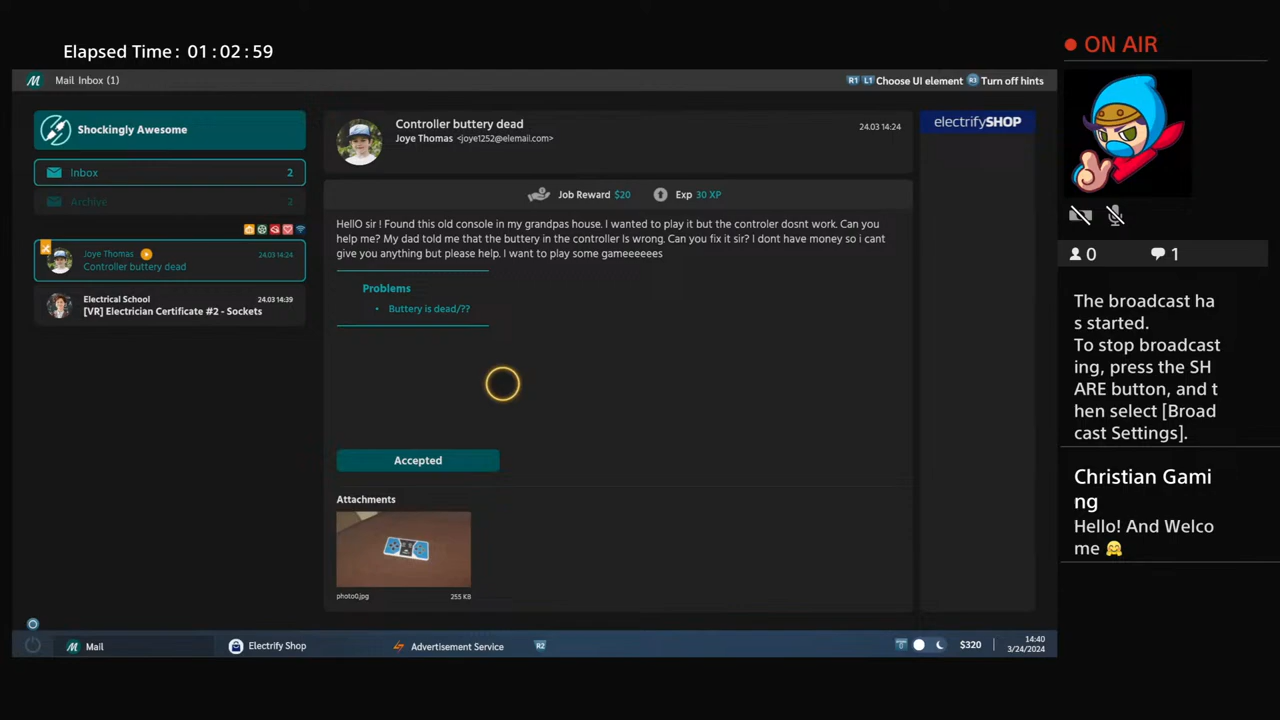 Elapsed Time: 01:02:59
ON AIR
M Mail Inbox (1)
R1 L1 Choose UI element R3 Turn off hints
Shockingly Awesome
Inbox 2
Archive 2
Joye Thomas 24.03 14:24
Controller buttery dead
Electrical School 24.03 14:39
[VR] Electrician Certificate #2 - Sockets
Controller buttery dead
Joye Thomas <joye1252@elemail.com>
24.03 14:24
Job Reward $20 Exp 30 XP
HellO sir ! Found this old console in my grandpas house. I wanted to play it but the controler dosnt work. Can you
help me? My dad told me that the buttery in the controller Is wrong. Can you fix it sir? I dont have money so i cant
give you anything but please help. I want to play some gameeeeees
Problems
• Buttery is dead/??
Accepted
Attachments
photo0.jpg 255 KB
electrifySHOP
0 1
The broadcast ha
s started.
To stop broadcast
ing, press the SH
ARE button, and t
hen select [Broad
cast Settings].
Christian Gami
ng
Hello! And Welco
me 🤗
M Mail
Electrify Shop
Advertisement Service
R2
$320
14:40
3/24/2024